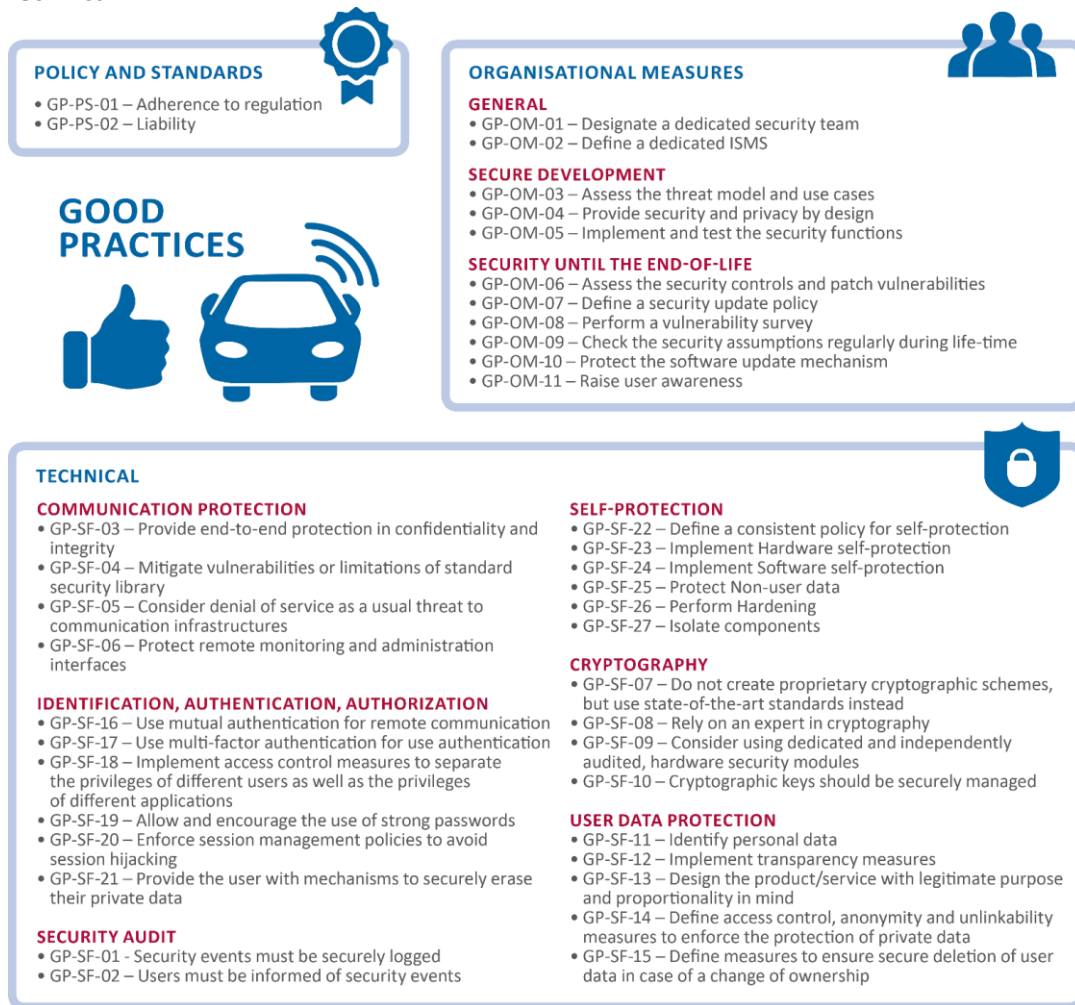 POLICY AND STANDARDS
• GP-PS-01 – Adherence to regulation
• GP-PS-02 – Liability
GOOD
PRACTICES
ORGANISATIONAL MEASURES
GENERAL
• GP-OM-01 – Designate a dedicated security team
• GP-OM-02 – Define a dedicated ISMS
SECURE DEVELOPMENT
• GP-OM-03 – Assess the threat model and use cases
• GP-OM-04 – Provide security and privacy by design
• GP-OM-05 – Implement and test the security functions
SECURITY UNTIL THE END-OF-LIFE
• GP-OM-06 – Assess the security controls and patch vulnerabilities
• GP-OM-07 – Define a security update policy
• GP-OM-08 – Perform a vulnerability survey
• GP-OM-09 – Check the security assumptions regularly during life-time
• GP-OM-10 – Protect the software update mechanism
• GP-OM-11 – Raise user awareness
TECHNICAL
COMMUNICATION PROTECTION
• GP-SF-03 – Provide end-to-end protection in confidentiality and
integrity
• GP-SF-04 – Mitigate vulnerabilities or limitations of standard
security library
• GP-SF-05 – Consider denial of service as a usual threat to
communication infrastructures
• GP-SF-06 – Protect remote monitoring and administration
interfaces
IDENTIFICATION, AUTHENTICATION, AUTHORIZATION
• GP-SF-16 – Use mutual authentication for remote communication
• GP-SF-17 – Use multi-factor authentication for use authentication
• GP-SF-18 – Implement access control measures to separate
the privileges of different users as well as the privileges
of different applications
• GP-SF-19 – Allow and encourage the use of strong passwords
• GP-SF-20 – Enforce session management policies to avoid
session hijacking
• GP-SF-21 – Provide the user with mechanisms to securely erase
their private data
SECURITY AUDIT
• GP-SF-01 - Security events must be securely logged
• GP-SF-02 – Users must be informed of security events
SELF-PROTECTION
• GP-SF-22 – Define a consistent policy for self-protection
• GP-SF-23 – Implement Hardware self-protection
• GP-SF-24 – Implement Software self-protection
• GP-SF-25 – Protect Non-user data
• GP-SF-26 – Perform Hardening
• GP-SF-27 – Isolate components
CRYPTOGRAPHY
• GP-SF-07 – Do not create proprietary cryptographic schemes,
but use state-of-the-art standards instead
• GP-SF-08 – Rely on an expert in cryptography
• GP-SF-09 – Consider using dedicated and independently
audited, hardware security modules
• GP-SF-10 – Cryptographic keys should be securely managed
USER DATA PROTECTION
• GP-SF-11 – Identify personal data
• GP-SF-12 – Implement transparency measures
• GP-SF-13 – Design the product/service with legitimate purpose
and proportionality in mind
• GP-SF-14 – Define access control, anonymity and unlinkability
measures to enforce the protection of private data
• GP-SF-15 – Define measures to ensure secure deletion of user
data in case of a change of ownership